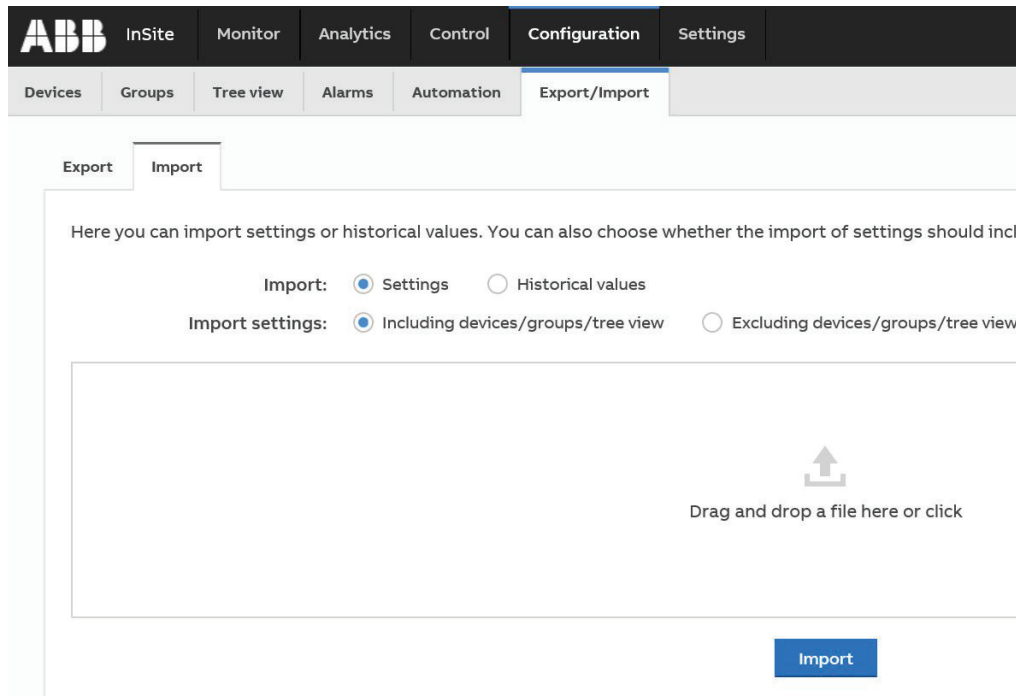 ABB InSite Monitor Analytics Control Configuration Settings
Devices Groups Tree view Alarms Automation Export/Import
Export Import
Here you can import settings or historical values. You can also choose whether the import of settings should incl
Import: Settings Historical values
Import settings: Including devices/groups/tree view Excluding devices/groups/tree view
Drag and drop a file here or click
Import